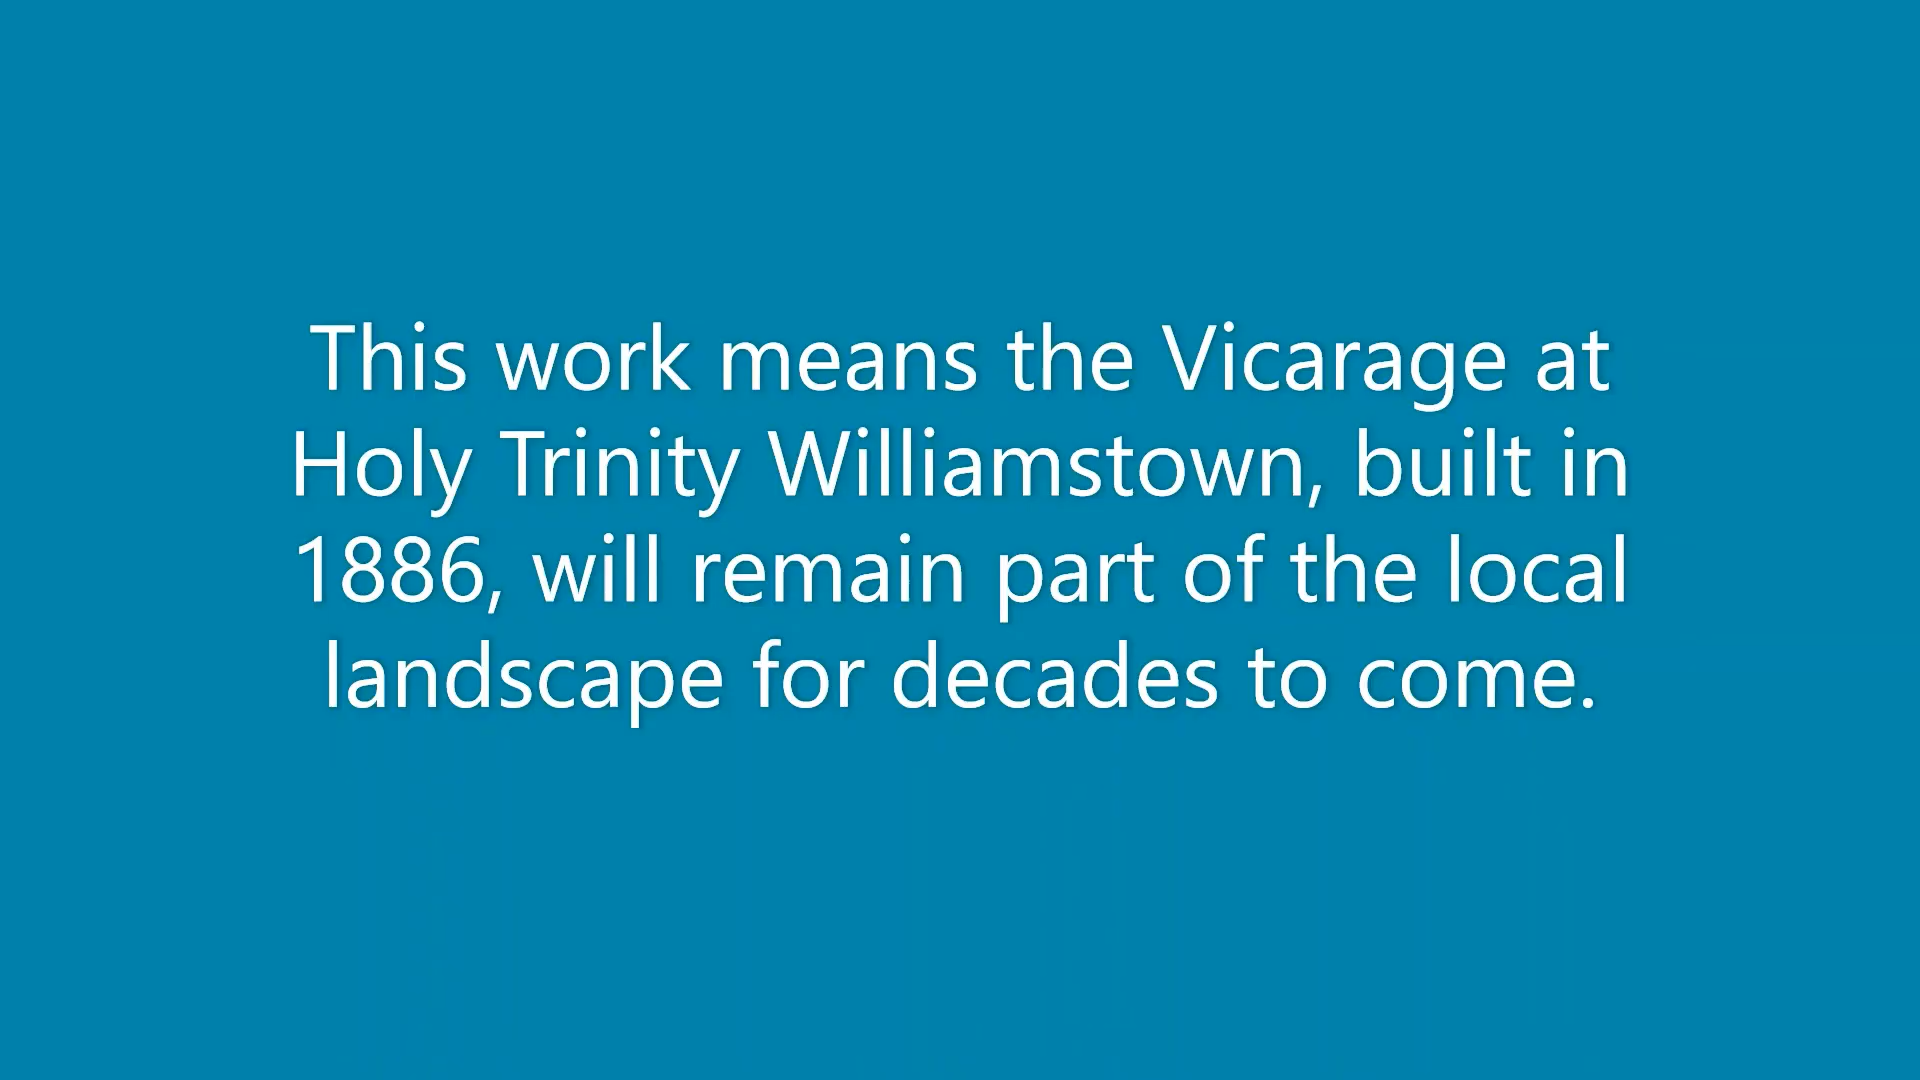 This work means the Vicarage at
Holy Trinity Williamstown, built in
1886, will remain part of the local
landscape for decades to come.